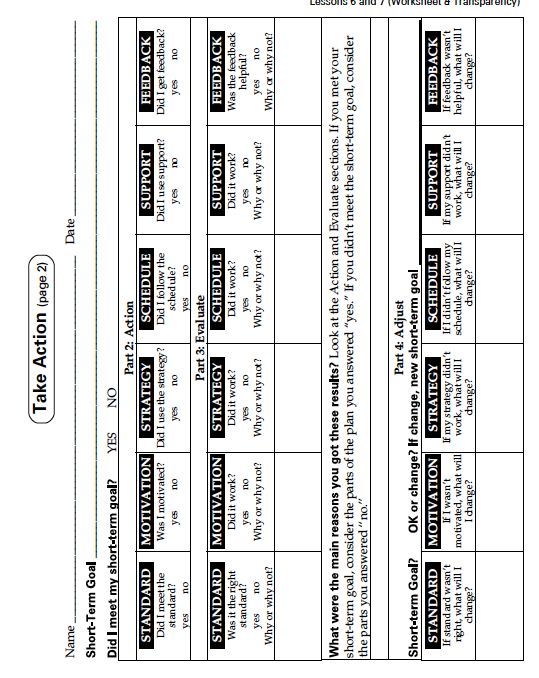 Lessons 6 and 7 (Worksheet & Transparency)
Take Action (page 2)
Name Date
Short-Term Goal
Did I meet my short-term goal? YES NO
Part 2: Action
STANDARD
Did I meet the
standard?
yes no
MOTIVATION
Was I motivated?
yes no
STRATEGY
Did I use the strategy?
yes no
SCHEDULE
Did I follow the
schedule?
yes no
SUPPORT
Did I use support?
yes no
FEEDBACK
Did I get feedback?
yes no
Part 3: Evaluate
STANDARD
Was it the right
standard?
yes no
Why or why not?
MOTIVATION
Did it work?
yes no
Why or why not?
STRATEGY
Did it work?
yes no
Why or why not?
SCHEDULE
Did it work?
yes no
Why or why not?
SUPPORT
Did it work?
yes no
Why or why not?
FEEDBACK
Was the feedback
helpful?
yes no
Why or why not?
What were the main reasons you got these results? Look at the Action and Evaluate sections. If you met your
short-term goal, consider the parts of the plan you answered "yes." If you didn't meet the short-term goal, consider
the parts you answered "no."
Part 4: Adjust
Short-term Goal? OK or change? If change, new short-term goal
STANDARD
If standard wasn't
right, what will I
change?
MOTIVATION
If I wasn't
motivated, what will
I change?
STRATEGY
If my strategy didn't
work, what will I
change?
SCHEDULE
If I didn't follow my
schedule, what will I
change?
SUPPORT
If my support didn't
work, what will I
change?
FEEDBACK
If feedback wasn't
helpful, what will I
change?